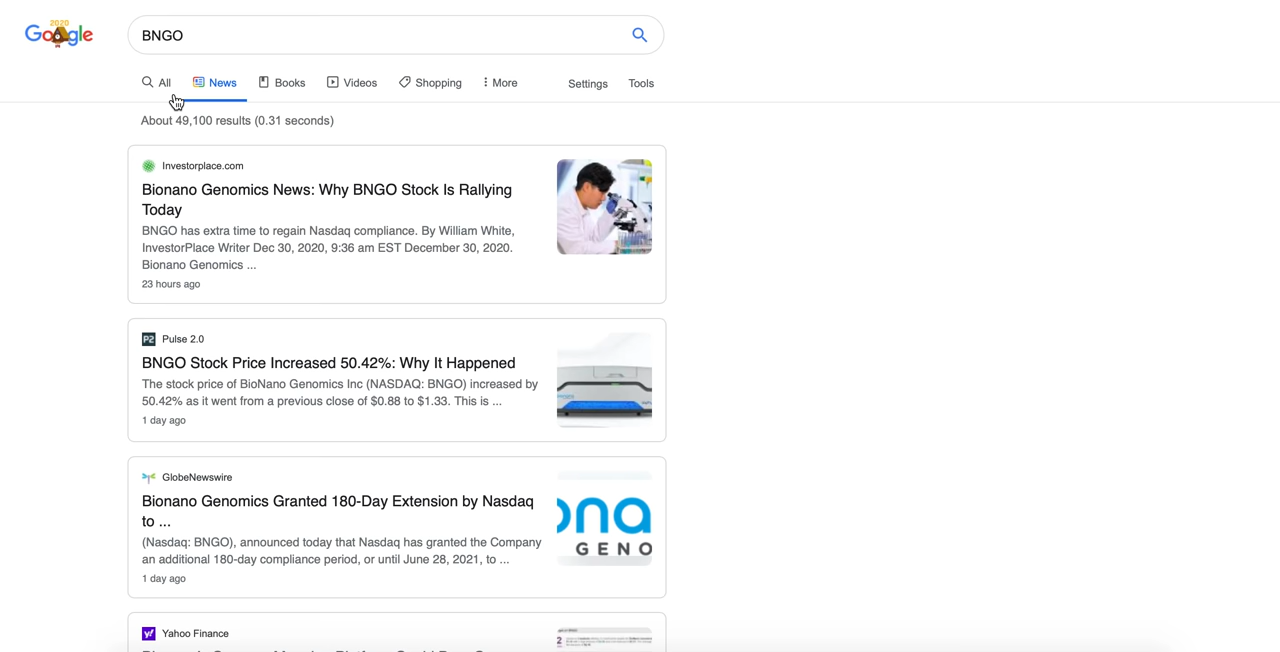 2020
Google
BNGO
All News Books Videos Shopping More Settings Tools
About 49,100 results (0.31 seconds)
Investorplace.com
Bionano Genomics News: Why BNGO Stock Is Rallying
Today
BNGO has extra time to regain Nasdaq compliance. By William White,
InvestorPlace Writer Dec 30, 2020, 9:36 am EST December 30, 2020.
Bionano Genomics ...
23 hours ago
P2 Pulse 2.0
BNGO Stock Price Increased 50.42%: Why It Happened
The stock price of BioNano Genomics Inc (NASDAQ: BNGO) increased by
50.42% as it went from a previous close of $0.88 to $1.33. This is ...
1 day ago
GlobeNewswire
Bionano Genomics Granted 180-Day Extension by Nasdaq
to ...
(Nasdaq: BNGO), announced today that Nasdaq has granted the Company
an additional 180-day compliance period, or until June 28, 2021, to ...
1 day ago
ona
GENO
y! Yahoo Finance